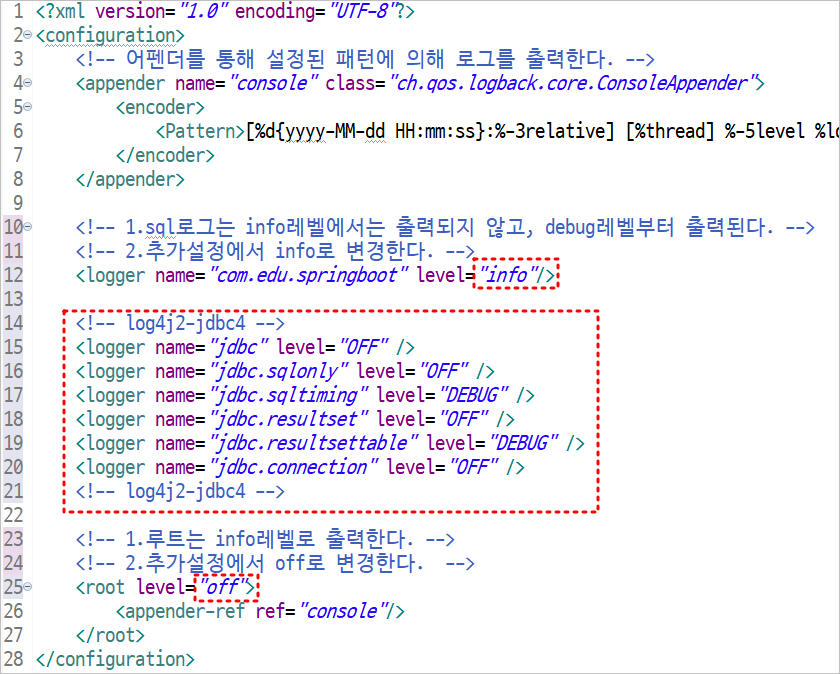 1 <?xml version="1.0" encoding="UTF-8"?>
2 <configuration>
3 <!-- 어펜더를 통해 설정된 패턴에 의해 로그를 출력한다. -->
4 <appender name="console" class="ch.qos.logback.core.ConsoleAppender">
5 <encoder>
6 <Pattern>[%d{yyyy-MM-dd HH:mm:ss}:%-3relative] [%thread] %-5level
7 </encoder>
8 </appender>
9
10 <!-- 1.sql로그는 info레벨에서는 출력되지 않고, debug레벨부터 출력된다. -->
11 <!-- 2.추가설정에서 info로 변경한다. -->
12 <logger name="com.edu.springboot" level="info"/>
13
14 <!-- log4j2-jdbc4 -->
15 <logger name="jdbc" level="OFF" />
16 <logger name="jdbc.sqlonly" level="OFF" />
17 <logger name="jdbc.sqltiming" level="DEBUG" />
18 <logger name="jdbc.resultset" level="OFF" />
19 <logger name="jdbc.resultsettable" level="DEBUG" />
20 <logger name="jdbc.connection" level="OFF" />
21 <!-- log4j2-jdbc4 -->
22
23 <!-- 1.루트는 info레벨로 출력한다. -->
24 <!-- 2.추가설정에서 off로 변경한다.  -->
25 <root level="off">
26 <appender-ref ref="console"/>
27 </root>
28 </configuration>